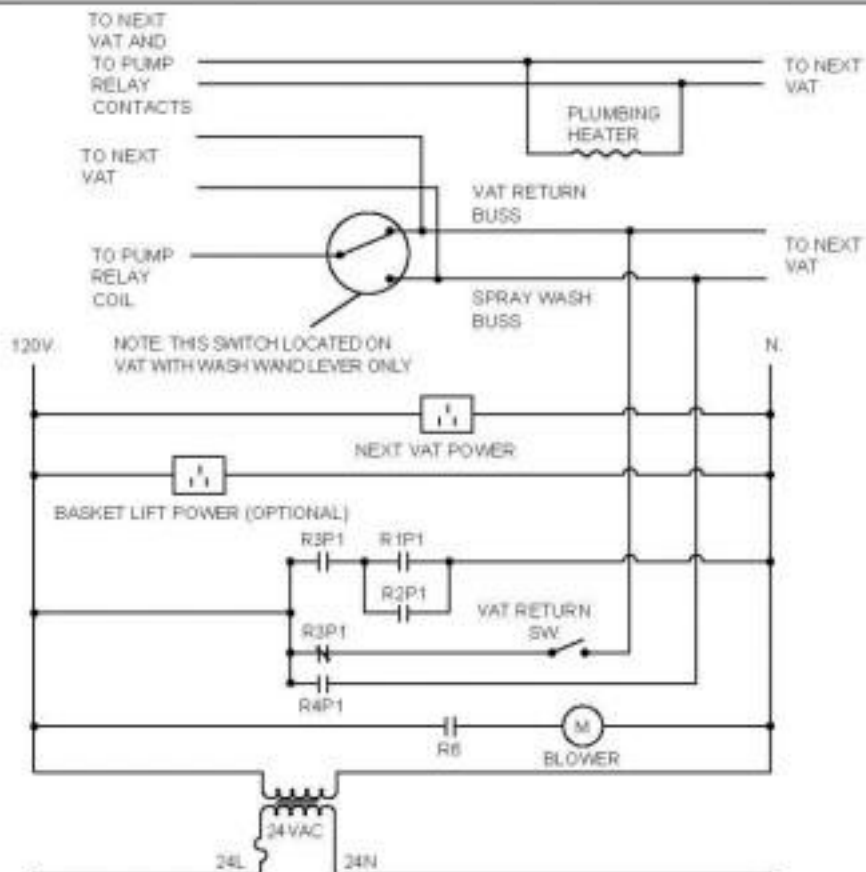 TO NEXT
VAT AND
TO PUMP
RELAY
CONTACTS
TO NEXT
VAT
PLUMBING
HEATER
TO NEXT
VAT
VAT RETURN
BUSS
TO NEXT
VAT
TO PUMP
RELAY
COIL
SPRAY WASH
BUSS
NOTE: THIS SWITCH LOCATED ON
VAT WITH WASH WAND LEVER ONLY
120V.
N.
NEXT VAT POWER
BASKET LIFT POWER (OPTIONAL)
R3P1
R1P1
R2P1
VAT RETURN
SW.
R3P1
R4P1
R6
M
BLOWER
24 VAC
24L
24N